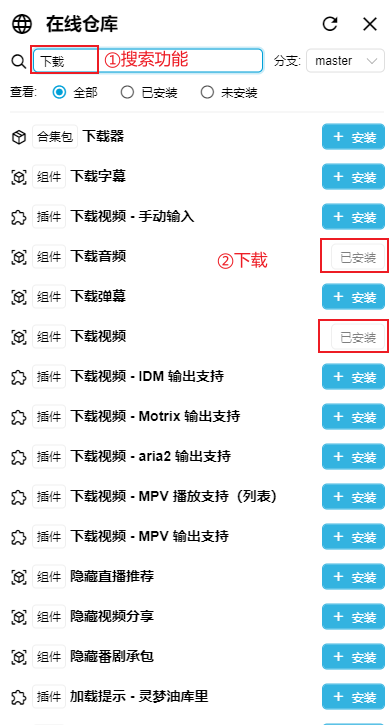 在线仓库
下载 ①搜索功能 分支: master
查看: 全部 已安装 未安装
合集包 下载器 + 安装
组件 下载字幕 + 安装
插件 下载视频 - 手动输入 + 安装
组件 下载音频 ②下载 已安装
组件 下载弹幕 + 安装
组件 下载视频 已安装
插件 下载视频 - IDM 输出支持 + 安装
插件 下载视频 - Motrix 输出支持 + 安装
插件 下载视频 - aria2 输出支持 + 安装
插件 下载视频 - MPV 播放支持（列表） + 安装
插件 下载视频 - MPV 输出支持 + 安装
组件 隐藏直播推荐 + 安装
组件 隐藏视频分享 + 安装
组件 隐藏番剧承包 + 安装
插件 加载提示 - 灵梦油库里 + 安装